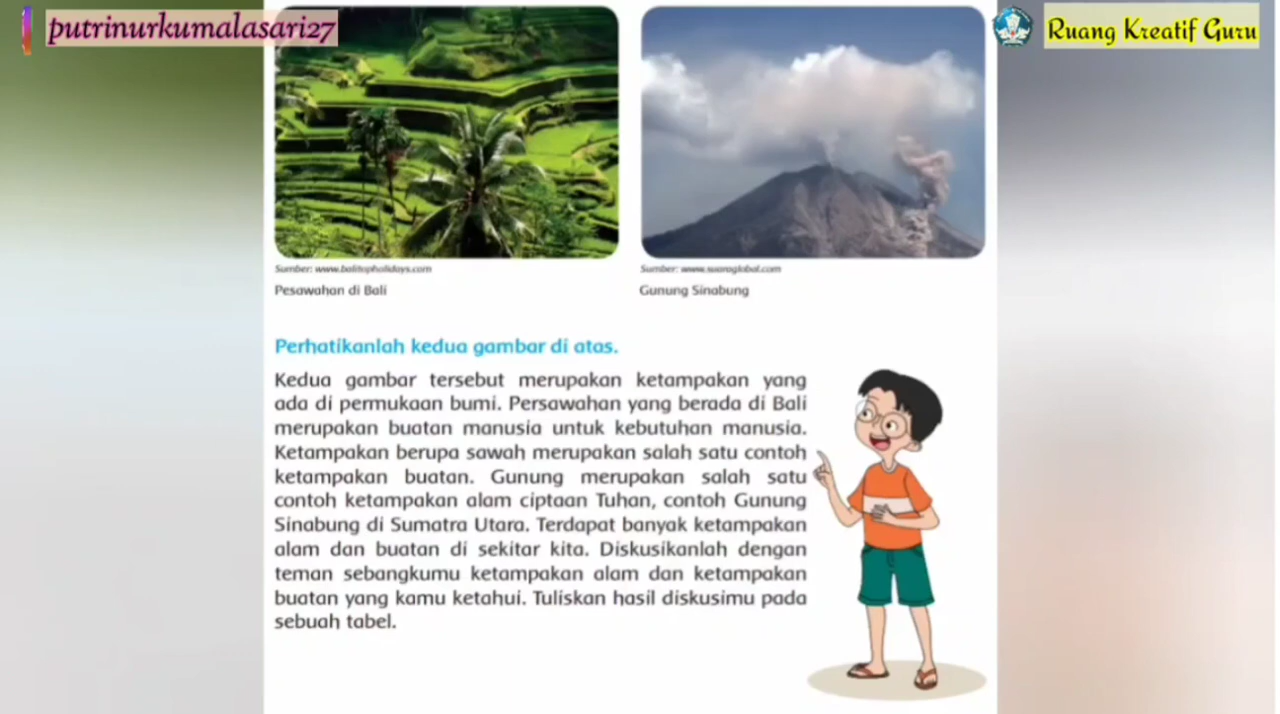 putrinurkumalasari27
Ruang Kreatif Guru
Sumber: www.balitopholidays.com
Sumber: www.suaraglobal.com
Pesawahan di Bali
Gunung Sinabung
Perhatikanlah kedua gambar di atas.
Kedua gambar tersebut merupakan ketampakan yang
ada di permukaan bumi. Persawahan yang berada di Bali
merupakan buatan manusia untuk kebutuhan manusia.
Ketampakan berupa sawah merupakan salah satu contoh
ketampakan buatan. Gunung merupakan salah satu
contoh ketampakan alam ciptaan Tuhan, contoh Gunung
Sinabung di Sumatra Utara. Terdapat banyak ketampakan
alam dan buatan di sekitar kita. Diskusikanlah dengan
teman sebangkumu ketampakan alam dan ketampakan
buatan yang kamu ketahui. Tuliskan hasil diskusimu pada
sebuah tabel.